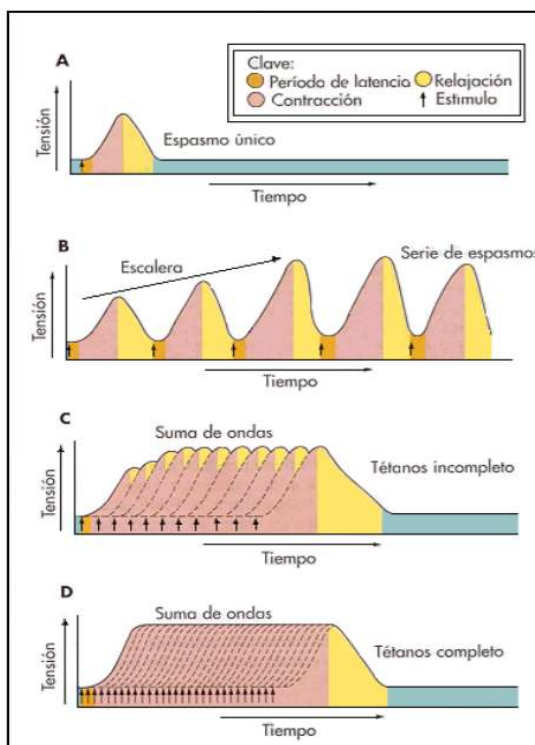 A
Clave:
Período de latencia
Relajación
Contracción
Estímulo
Tensión
Espasmo único
Tiempo
B
Escalera
Serie de espasmos
Tensión
Tiempo
C
Suma de ondas
Tétanos incompleto
Tensión
Tiempo
D
Suma de ondas
Tétanos completo
Tensión
Tiempo